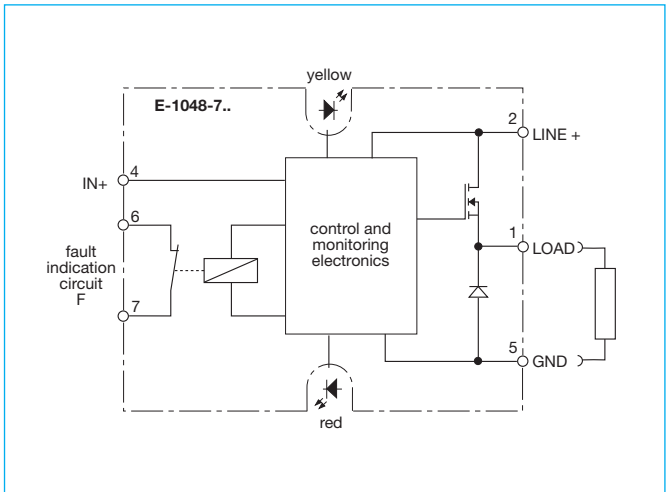 yellow
E-1048-7..
2
LINE +
4
IN+
6
control and
monitoring
electronics
1
LOAD
fault
indication
circuit
F
7
5
GND
red